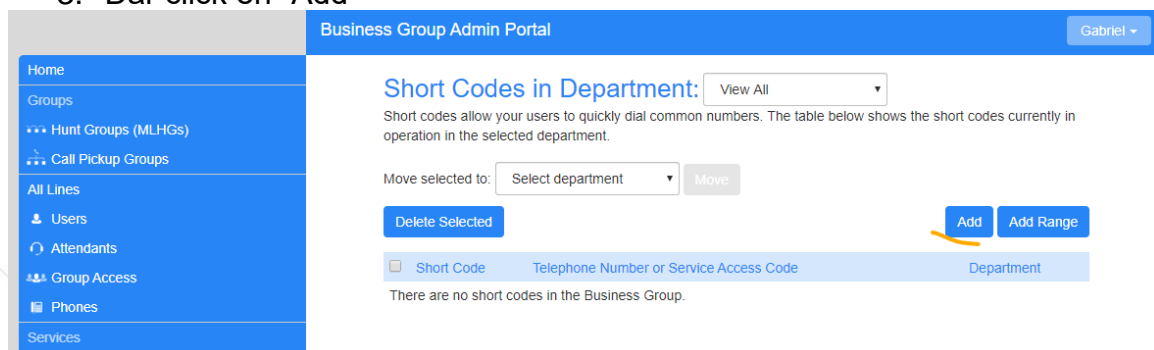 Business Group Admin Portal
Gabriel
Home
Groups
Hunt Groups (MLHGs)
Call Pickup Groups
All Lines
Users
Attendants
Group Access
Phones
Services
Short Codes in Department: View All
Short codes allow your users to quickly dial common numbers. The table below shows the short codes currently in
operation in the selected department.
Move selected to: Select department Move
Delete Selected Add Add Range
Short Code Telephone Number or Service Access Code Department
There are no short codes in the Business Group.